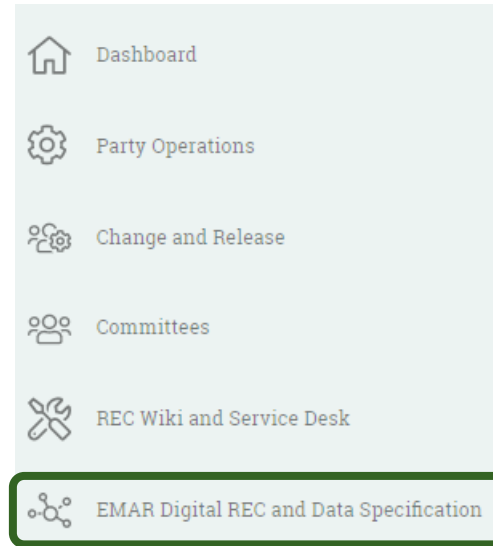 Dashboard
Party Operations
Change and Release
Committees
REC Wiki and Service Desk
EMAR Digital REC and Data Specification